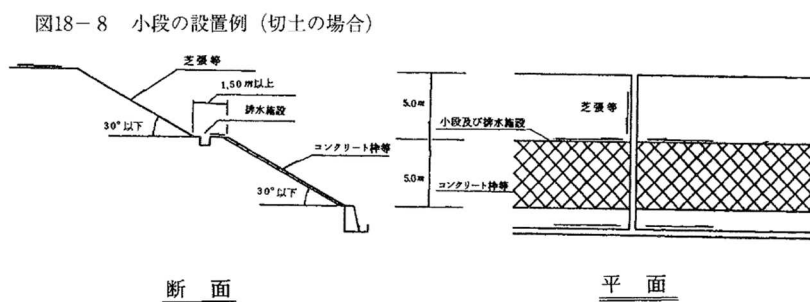 図18－8　小段の設置例（切土の場合）
芝張等
1.50m以上
排水施設
30°以下
コンクリート枠等
30°以下
断　面
5.0m
芝張等
小段及び排水施設
5.0m
コンクリート枠等
平　面